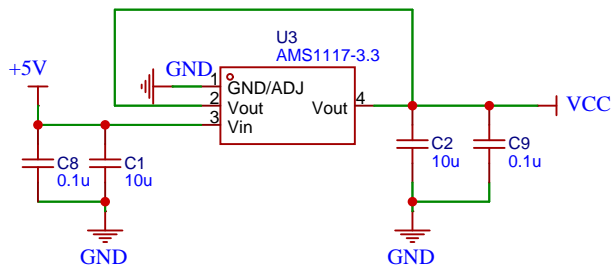 U3
AMS1117-3.3
+5V
GND
1
GND/ADJ
2
Vout
Vout
4
3
Vin
VCC
C8
0.1u
C1
10u
C2
10u
C9
0.1u
GND
GND